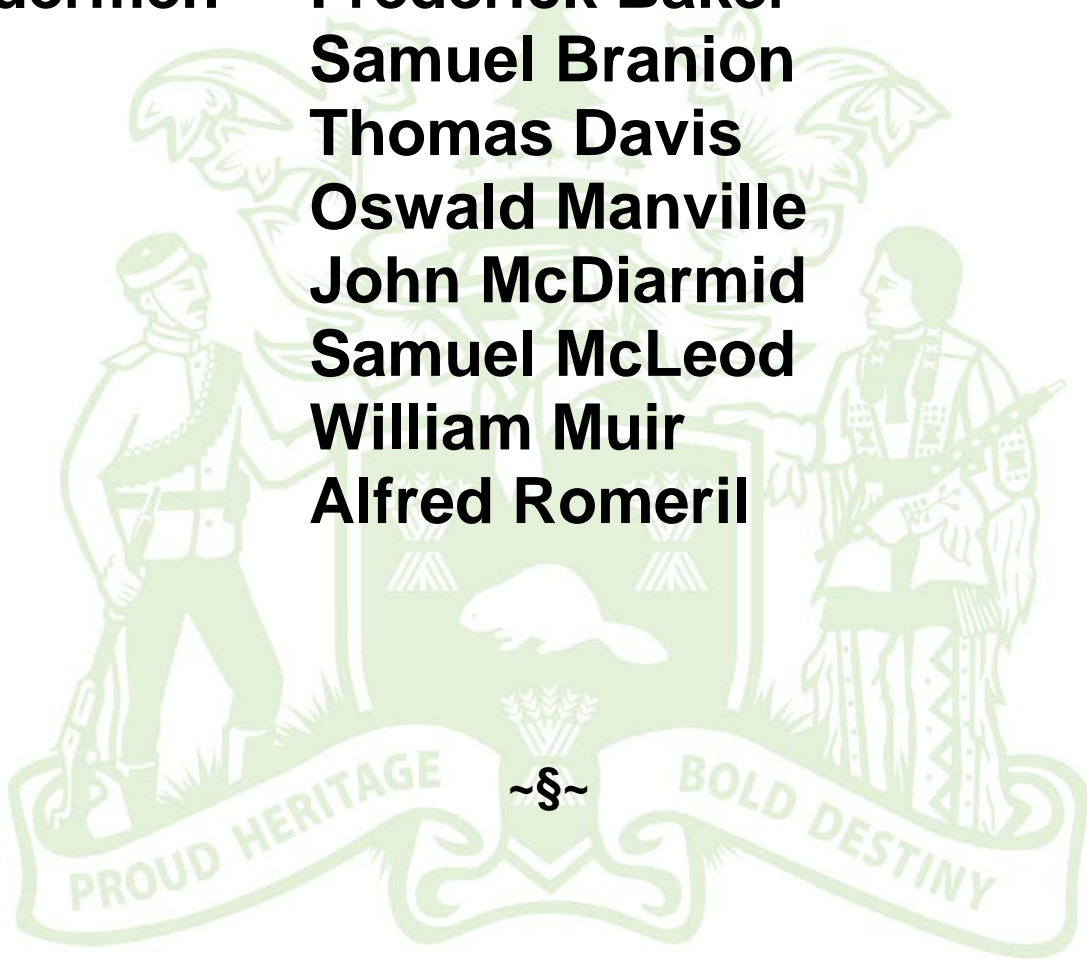 Samuel Branion
Thomas Davis
Oswald Manville
John McDiarmid
Samuel McLeod
William Muir
Alfred Romeril
~§~
PROUD HERITAGE BOLD DESTINY